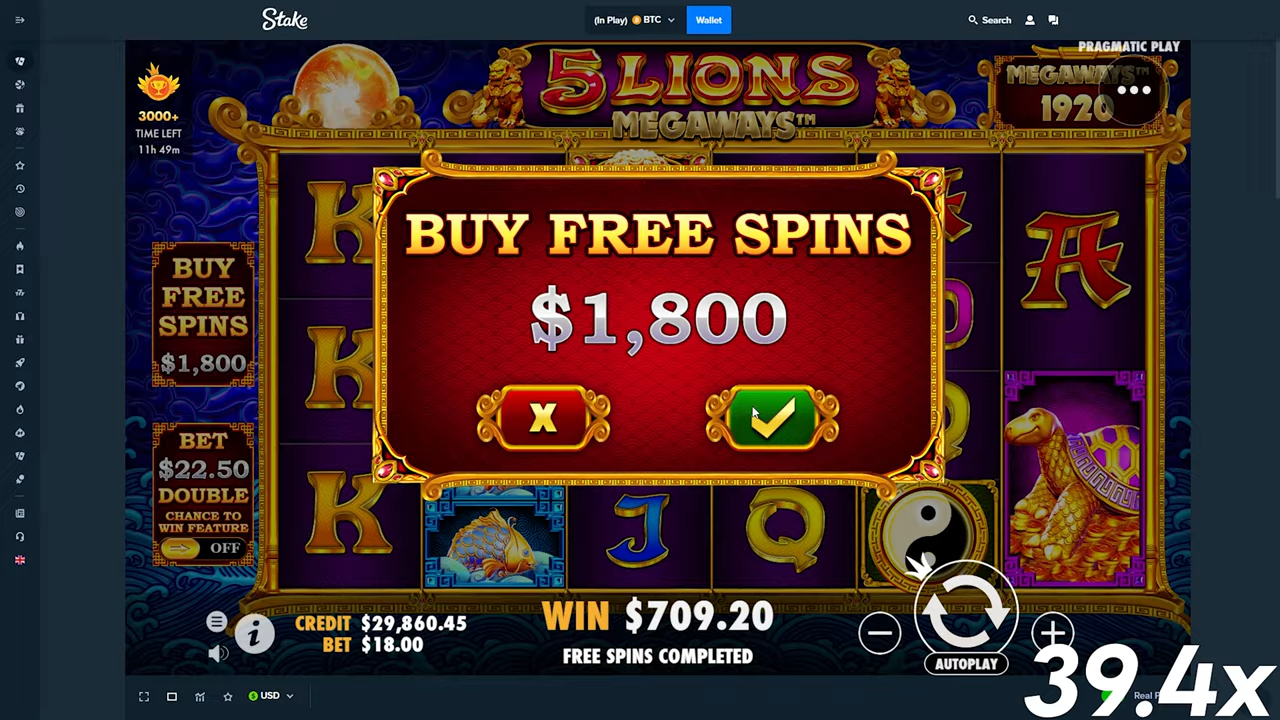 Stake
(In Play) BTC
Wallet
Search
PRAGMATIC PLAY
5 LIONS
MEGAWAYS™
MEGAWAYS™
1920
3000+
TIME LEFT
11h 49m
BUY FREE SPINS
$1,800
X
BUY
FREE
SPINS
$1,800
BET
$22.50
DOUBLE
CHANCE TO
WIN FEATURE
OFF
K
K
K
J
Q
A
CREDIT $29,860.45
BET $18.00
WIN $709.20
FREE SPINS COMPLETED
AUTOPLAY
USD
Real
39.4x